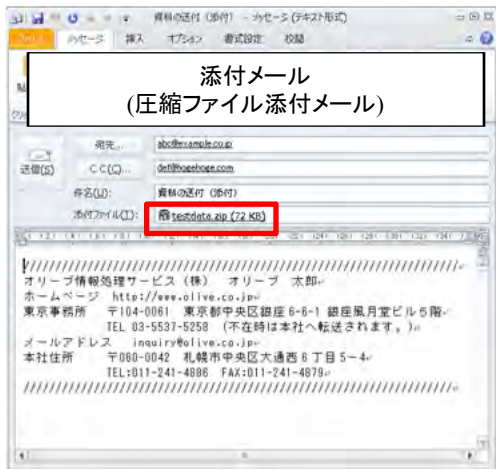 資料の送付 (添付) - メッセージ (テキスト形式)
ファイル メッセージ 挿入 オプション 書式設定 校閲
添付メール
(圧縮ファイル添付メール)
宛先... abc@example.co.jp
送信(S)
CC(C)... def@hogehoge.com
件名(U): 資料の送付 (添付)
添付ファイル(T): testdata.zip (72 KB)
////////////////////////////////////////////////////////////////
オリーブ情報処理サービス(株) オリーブ 太郎
ホームページ http://www.olive.co.jp
東京事務所 〒104-0061 東京都中央区銀座 6-6-1 銀座風月堂ビル5階
TEL 03-5537-5258 (不在時は本社へ転送されます。)
メールアドレス inquiry@olive.co.jp
本社住所 〒060-0042 札幌市中央区大通西6丁目5-4
TEL:011-241-4886 FAX:011-241-4879
////////////////////////////////////////////////////////////////